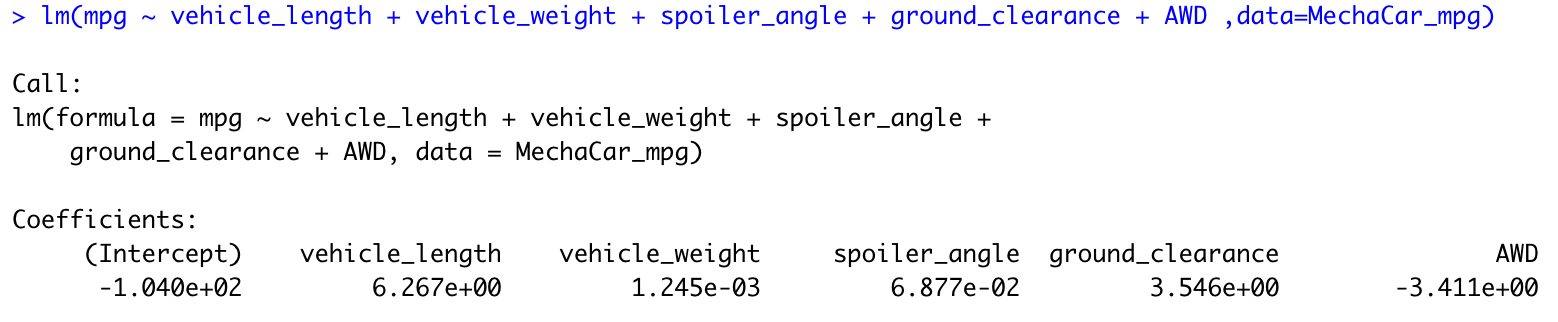 > lm(mpg ~ vehicle_length + vehicle_weight + spoiler_angle + ground_clearance + AWD ,data=MechaCar_mpg)
Call:
lm(formula = mpg ~ vehicle_length + vehicle_weight + spoiler_angle +
    ground_clearance + AWD, data = MechaCar_mpg)
Coefficients:
     (Intercept)    vehicle_length    vehicle_weight     spoiler_angle  ground_clearance               AWD
      -1.040e+02         6.267e+00         1.245e-03         6.877e-02         3.546e+00        -3.411e+00